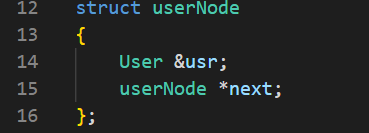 12 struct userNode
13 {
14     User &usr;
15     userNode *next;
16 };